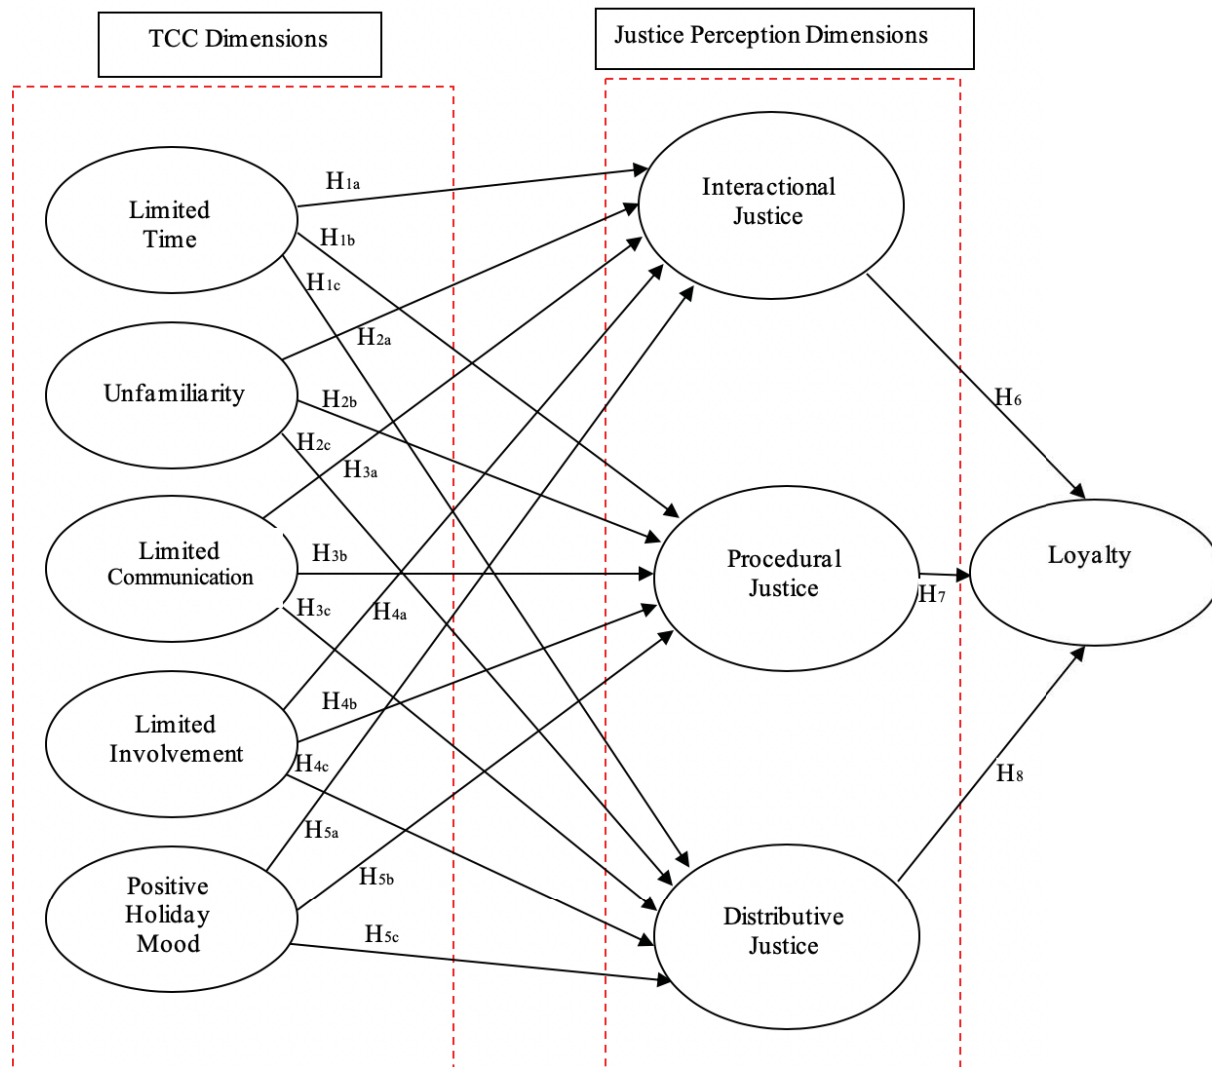 TCC Dimensions
Justice Perception Dimensions
Limited
Time
Unfamiliarity
Limited
Communication
Limited
Involvement
Positive
Holiday
Mood
H1a
H1b
H1c
H2a
H2b
H2c
H3a
H3b
H3c
H4a
H4b
H4c
H5a
H5b
H5c
Interactional
Justice
Procedural
Justice
Distributive
Justice
H6
H7
H8
Loyalty